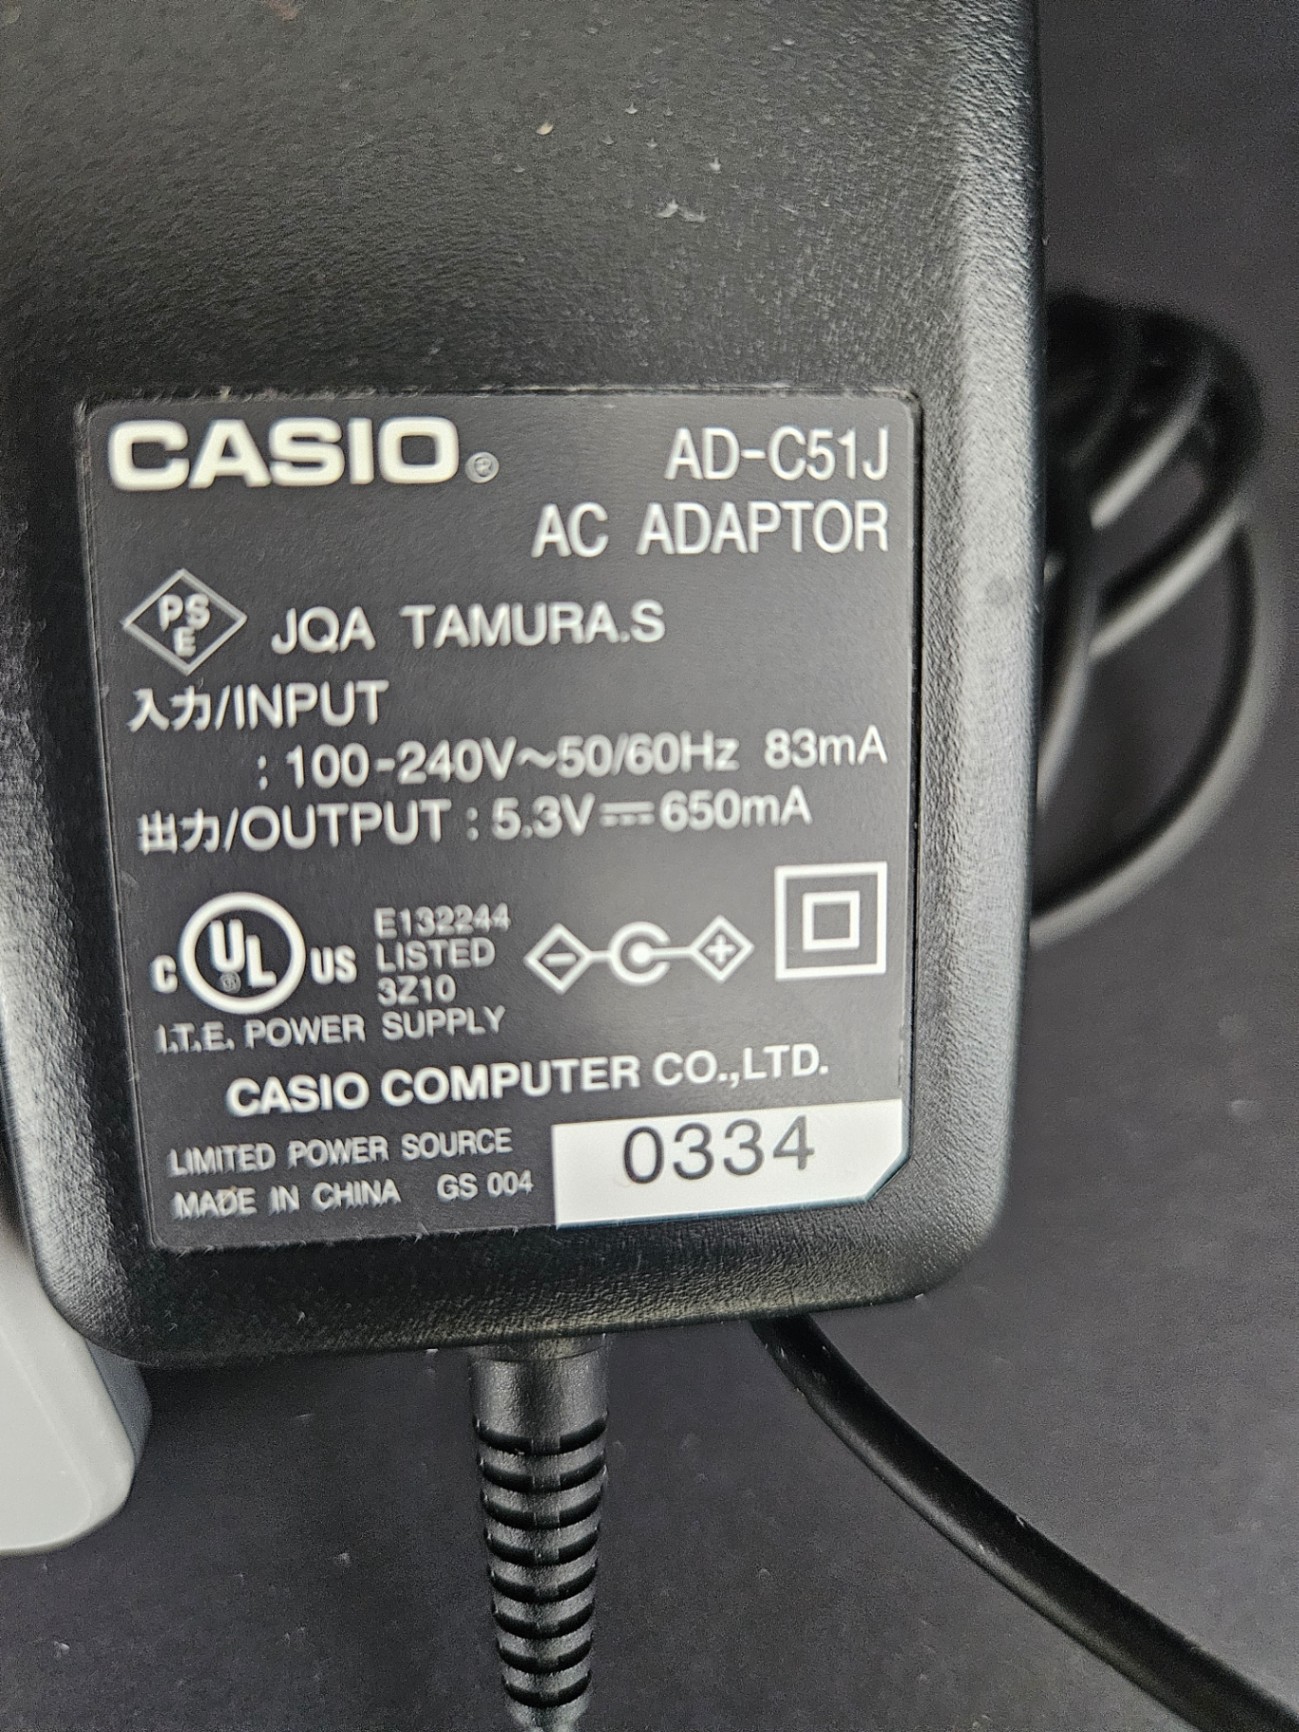 CASIO® AD-C51J
AC ADAPTOR
PSE JQA TAMURA.S
入力/INPUT
: 100-240V～50/60Hz 83mA
出力/OUTPUT : 5.3V⎓650mA
c UL® US
E132244
LISTED
3Z10
- +
I.T.E. POWER SUPPLY
CASIO COMPUTER CO.,LTD.
LIMITED POWER SOURCE
MADE IN CHINA GS 004
0334